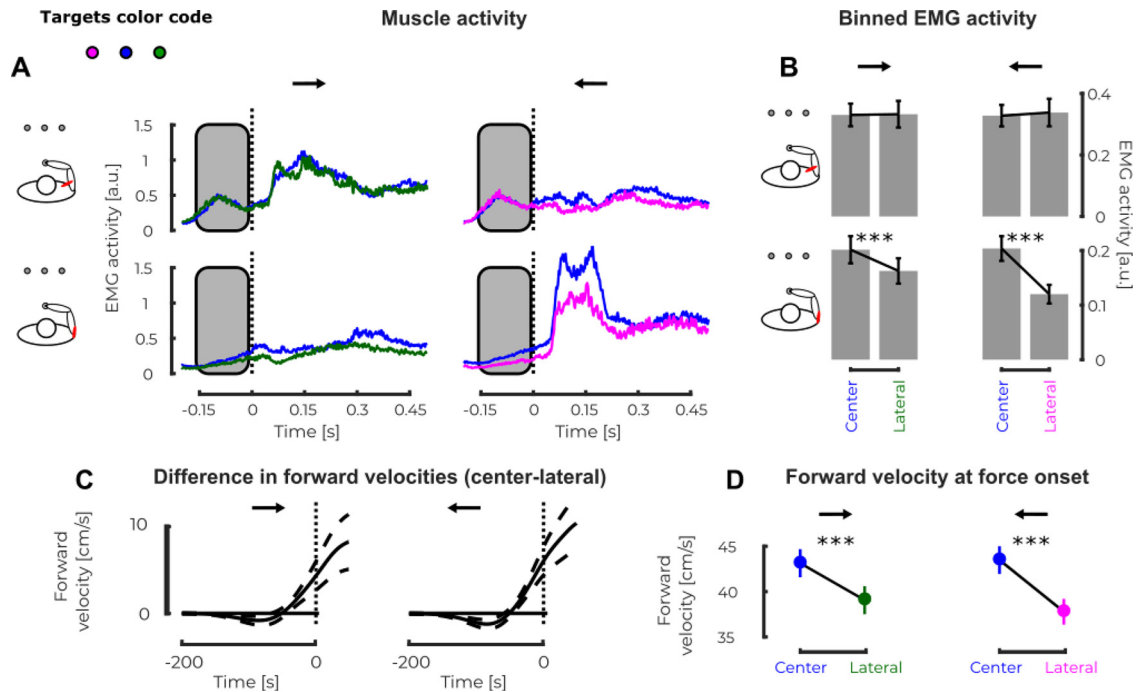 Targets color code
Muscle activity
Binned EMG activity
A
B
EMG activity [a.u.]
1.5
1
0.5
0
1.5
1
0.5
0
-0.15 0 0.15 0.3 0.45
-0.15 0 0.15 0.3 0.45
Time [s]
Time [s]
0.4
0.2
0
***
***
0.2
0.1
0
EMG activity [a.u.]
Center
Lateral
Center
Lateral
C
Difference in forward velocities (center-lateral)
Forward
velocity [cm/s]
10
0
-200 0
-200 0
Time [s]
Time [s]
D
Forward velocity at force onset
Forward
velocity [cm/s]
***
***
45
40
35
Center Lateral
Center Lateral